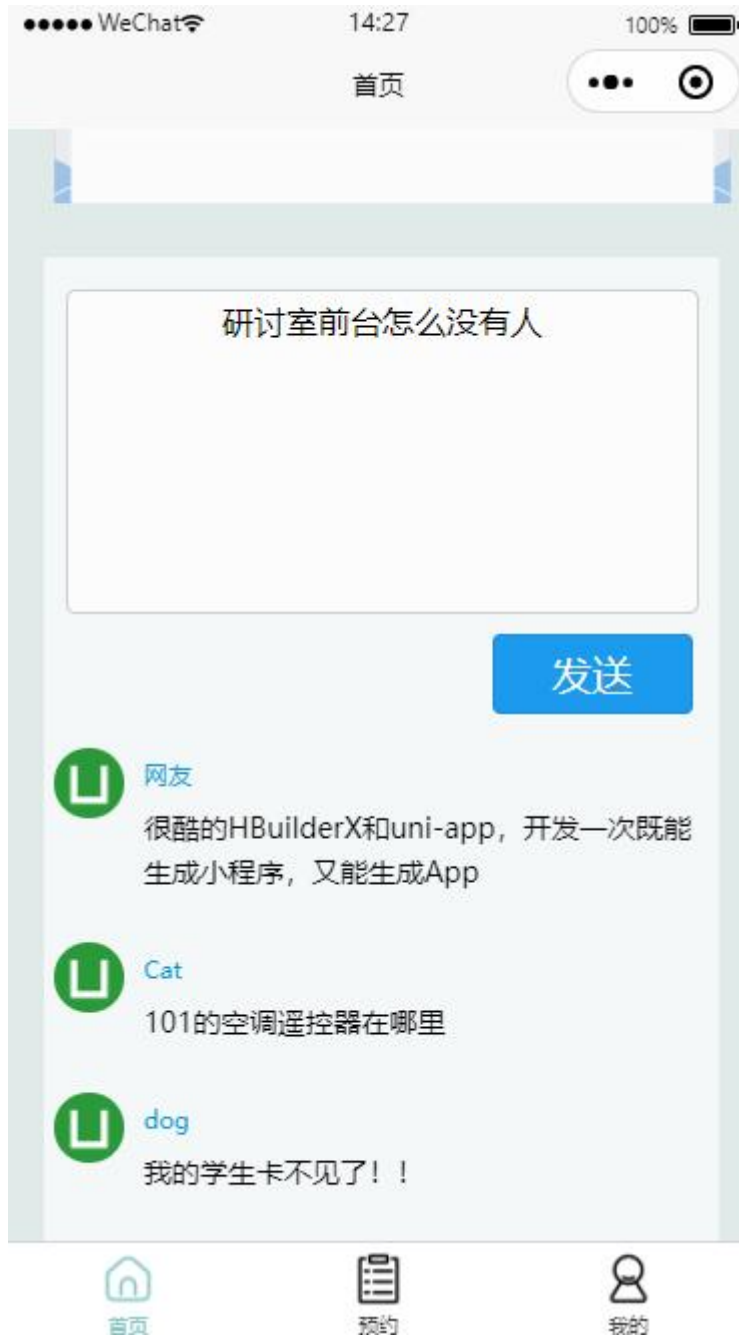 WeChat 14:27 100%
首页
研讨室前台怎么没有人
发送
网友
很酷的HBuilderX和uni-app，开发一次既能
生成小程序，又能生成App
Cat
101的空调遥控器在哪里
dog
我的学生卡不见了！！
首页 预约 我的